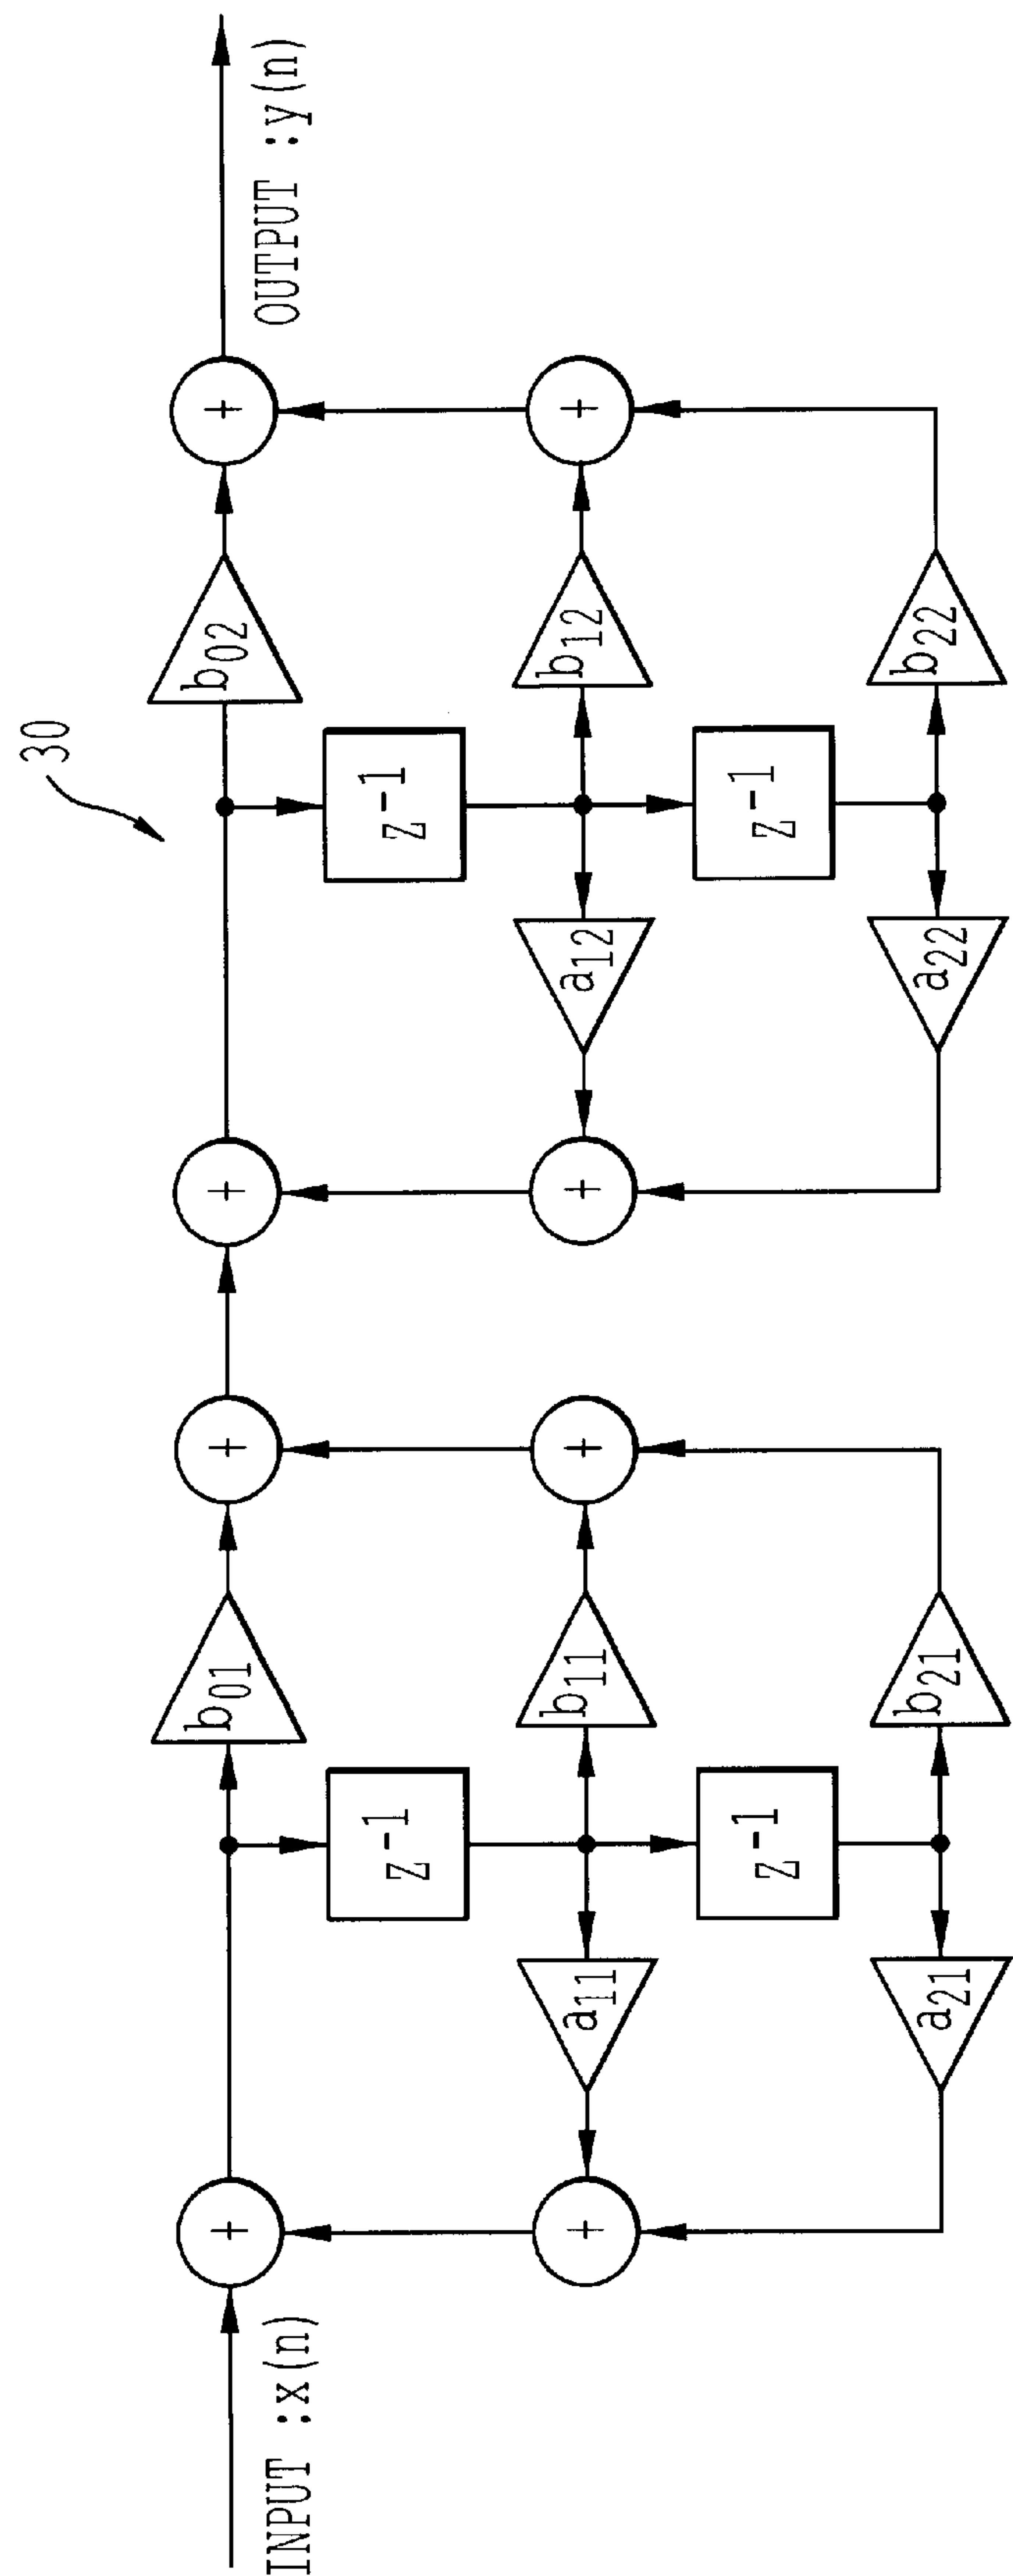 30
INPUT :x(n)
+
b01
+
+
b02
+
OUTPUT :y(n)
z-1
z-1
+
a11
b11
+
+
a12
b12
+
z-1
z-1
a21
b21
a22
b22